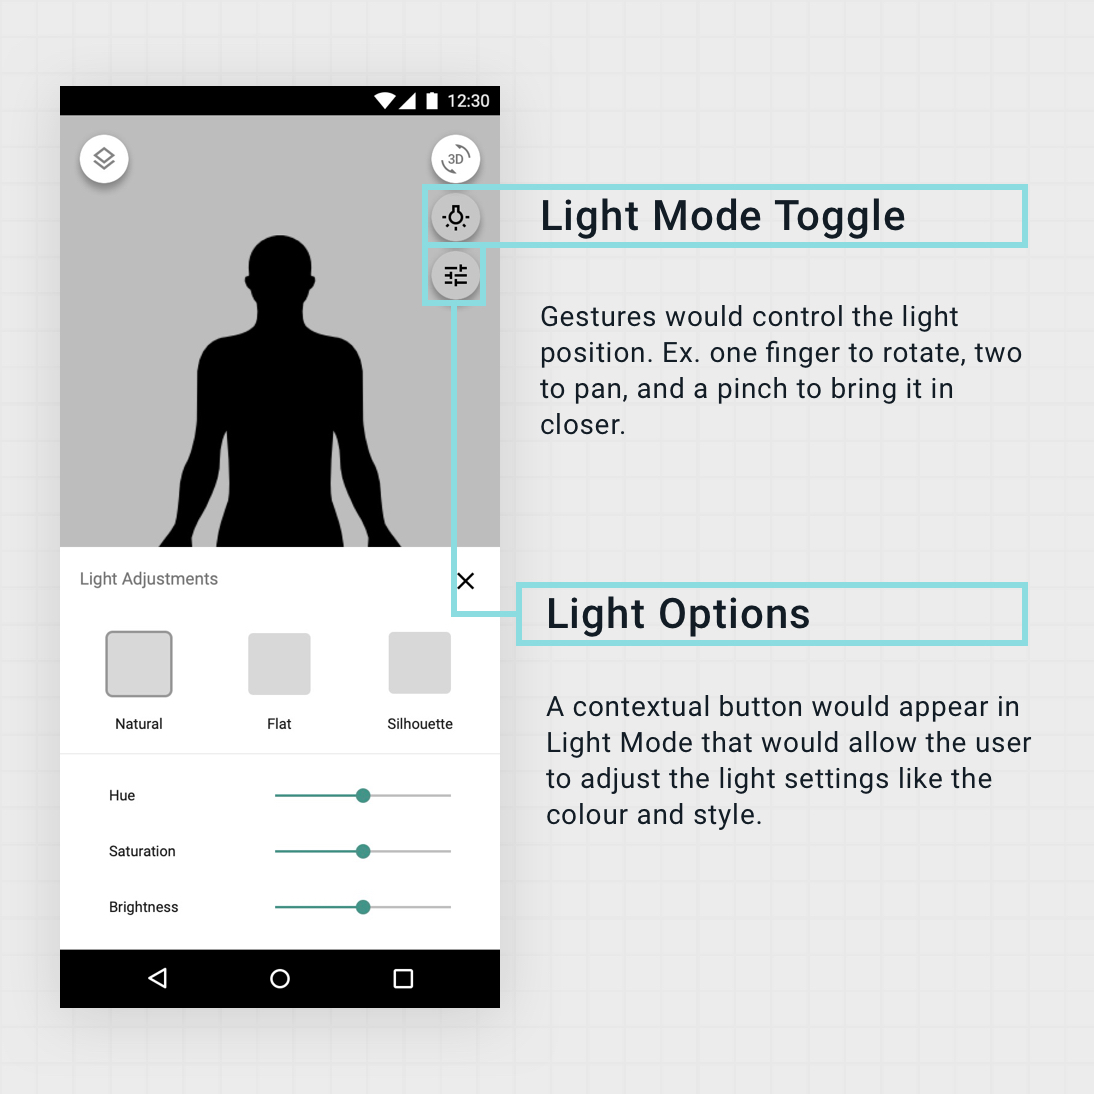 12:30
3D
Light Mode Toggle
Gestures would control the light
position. Ex. one finger to rotate, two
to pan, and a pinch to bring it in
closer.
Light Adjustments
Light Options
Natural
Flat
Silhouette
A contextual button would appear in
Light Mode that would allow the user
to adjust the light settings like the
colour and style.
Hue
Saturation
Brightness